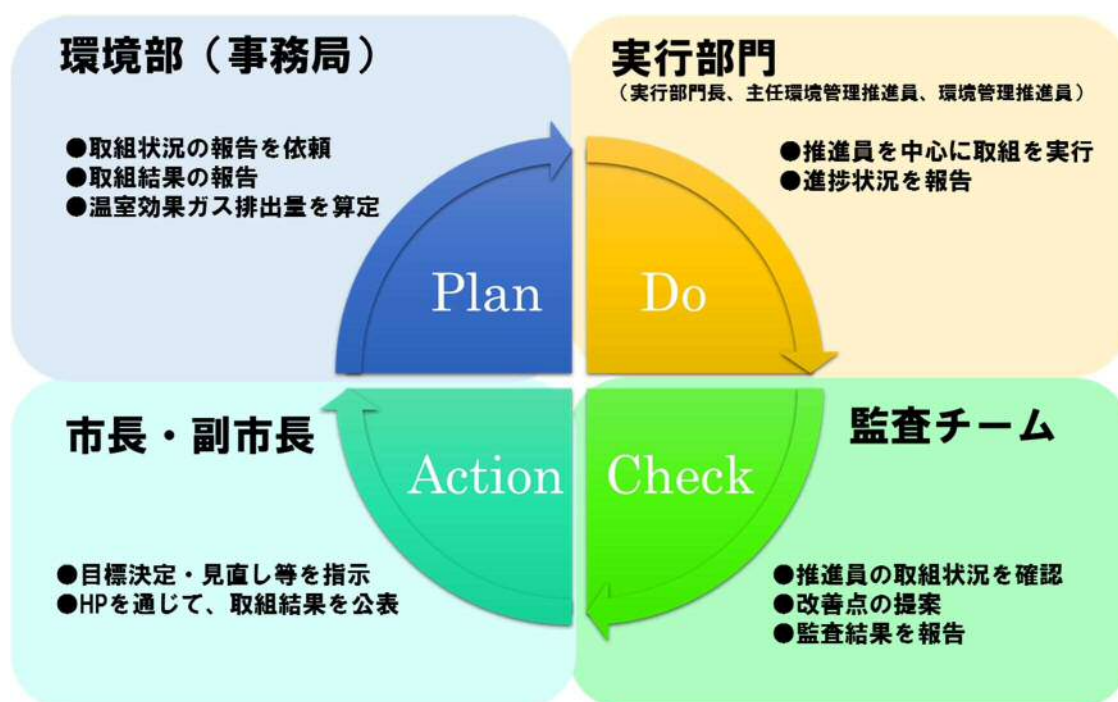 環境部（事務局）
●取組状況の報告を依頼
●取組結果の報告
●温室効果ガス排出量を算定
Plan
実行部門
（実行部門長、主任環境管理推進員、環境管理推進員）
●推進員を中心に取組を実行
●進捗状況を報告
Do
市長・副市長
Action
●目標決定・見直し等を指示
●HPを通じて、取組結果を公表
監査チーム
Check
●推進員の取組状況を確認
●改善点の提案
●監査結果を報告